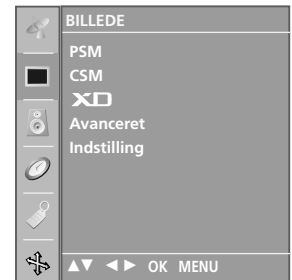 BILLEDE
PSM
CSM
XD
Avanceret
Indstilling
▲▼ ◄► OK MENU